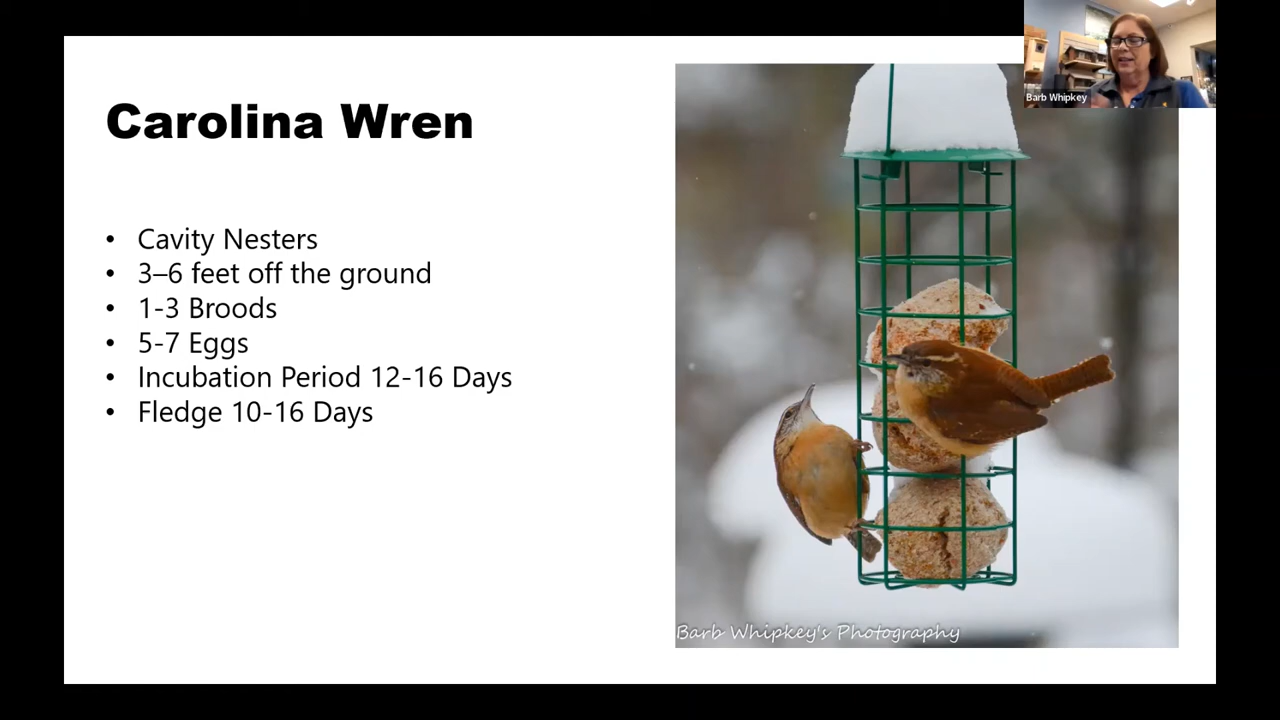 Carolina Wren
• Cavity Nesters
• 3–6 feet off the ground
• 1-3 Broods
• 5-7 Eggs
• Incubation Period 12-16 Days
• Fledge 10-16 Days
Barb Whipkey
Barb Whipkey's Photography